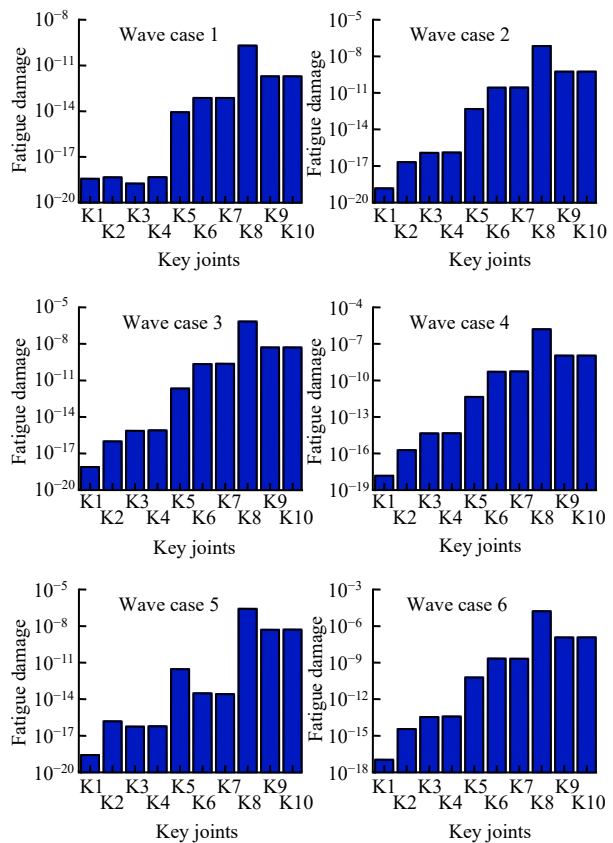 Wave case 1
Fatigue damage
10⁻⁸
10⁻¹¹
10⁻¹⁴
10⁻¹⁷
10⁻²⁰
K1 K3 K5 K7 K9
K2 K4 K6 K8 K10
Key joints
Wave case 2
Fatigue damage
10⁻⁵
10⁻⁸
10⁻¹¹
10⁻¹⁴
10⁻¹⁷
10⁻²⁰
K1 K3 K5 K7 K9
K2 K4 K6 K8 K10
Key joints
Wave case 3
Fatigue damage
10⁻⁵
10⁻⁸
10⁻¹¹
10⁻¹⁴
10⁻¹⁷
10⁻²⁰
K1 K3 K5 K7 K9
K2 K4 K6 K8 K10
Key joints
Wave case 4
Fatigue damage
10⁻⁴
10⁻⁷
10⁻¹⁰
10⁻¹³
10⁻¹⁶
10⁻¹⁹
K1 K3 K5 K7 K9
K2 K4 K6 K8 K10
Key joints
Wave case 5
Fatigue damage
10⁻⁵
10⁻⁸
10⁻¹¹
10⁻¹⁴
10⁻¹⁷
10⁻²⁰
K1 K3 K5 K7 K9
K2 K4 K6 K8 K10
Key joints
Wave case 6
Fatigue damage
10⁻³
10⁻⁶
10⁻⁹
10⁻¹²
10⁻¹⁵
10⁻¹⁸
K1 K3 K5 K7 K9
K2 K4 K6 K8 K10
Key joints